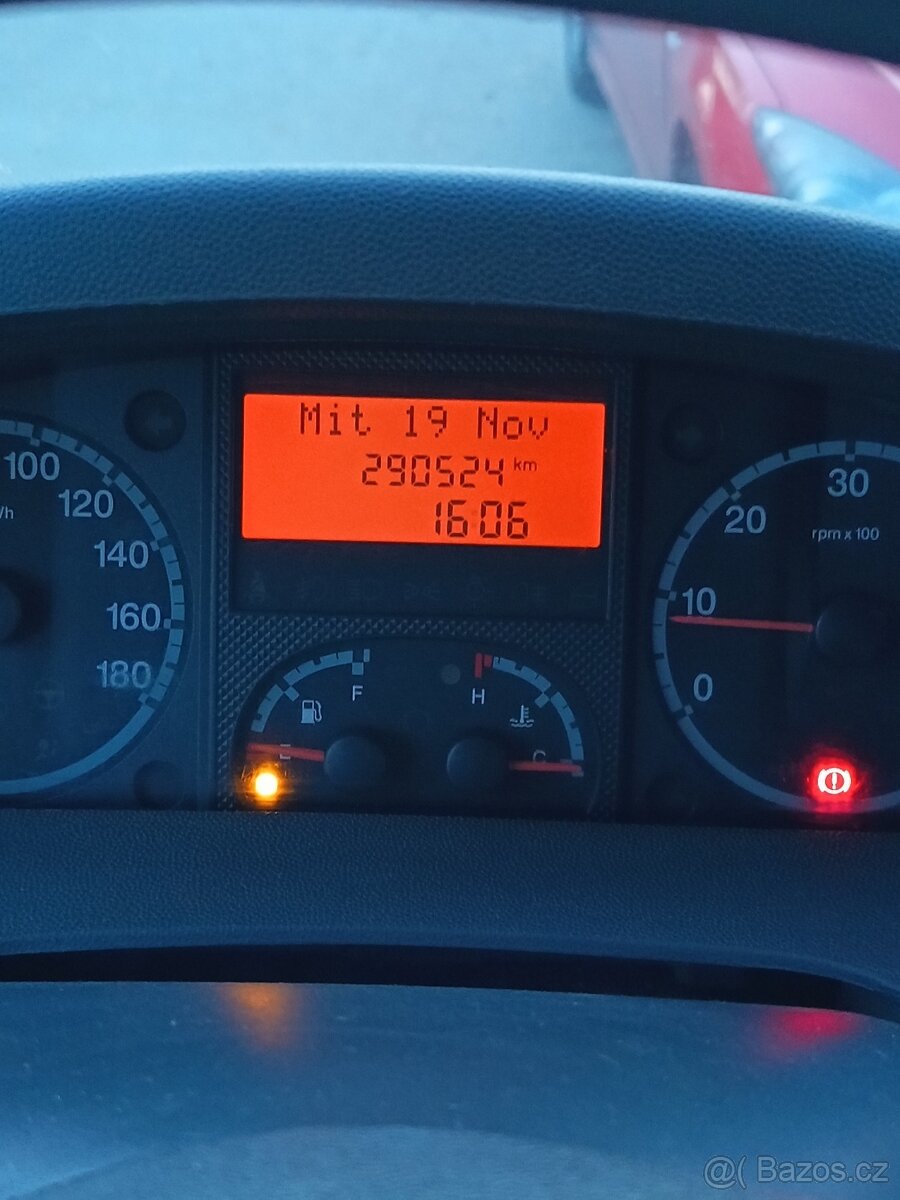 Mit 19 Nov
290524 km
16 06
100
120
140
160
180
/h
30
20
10
0
rpm x 100
F
E
H
C
@( Bazos.cz